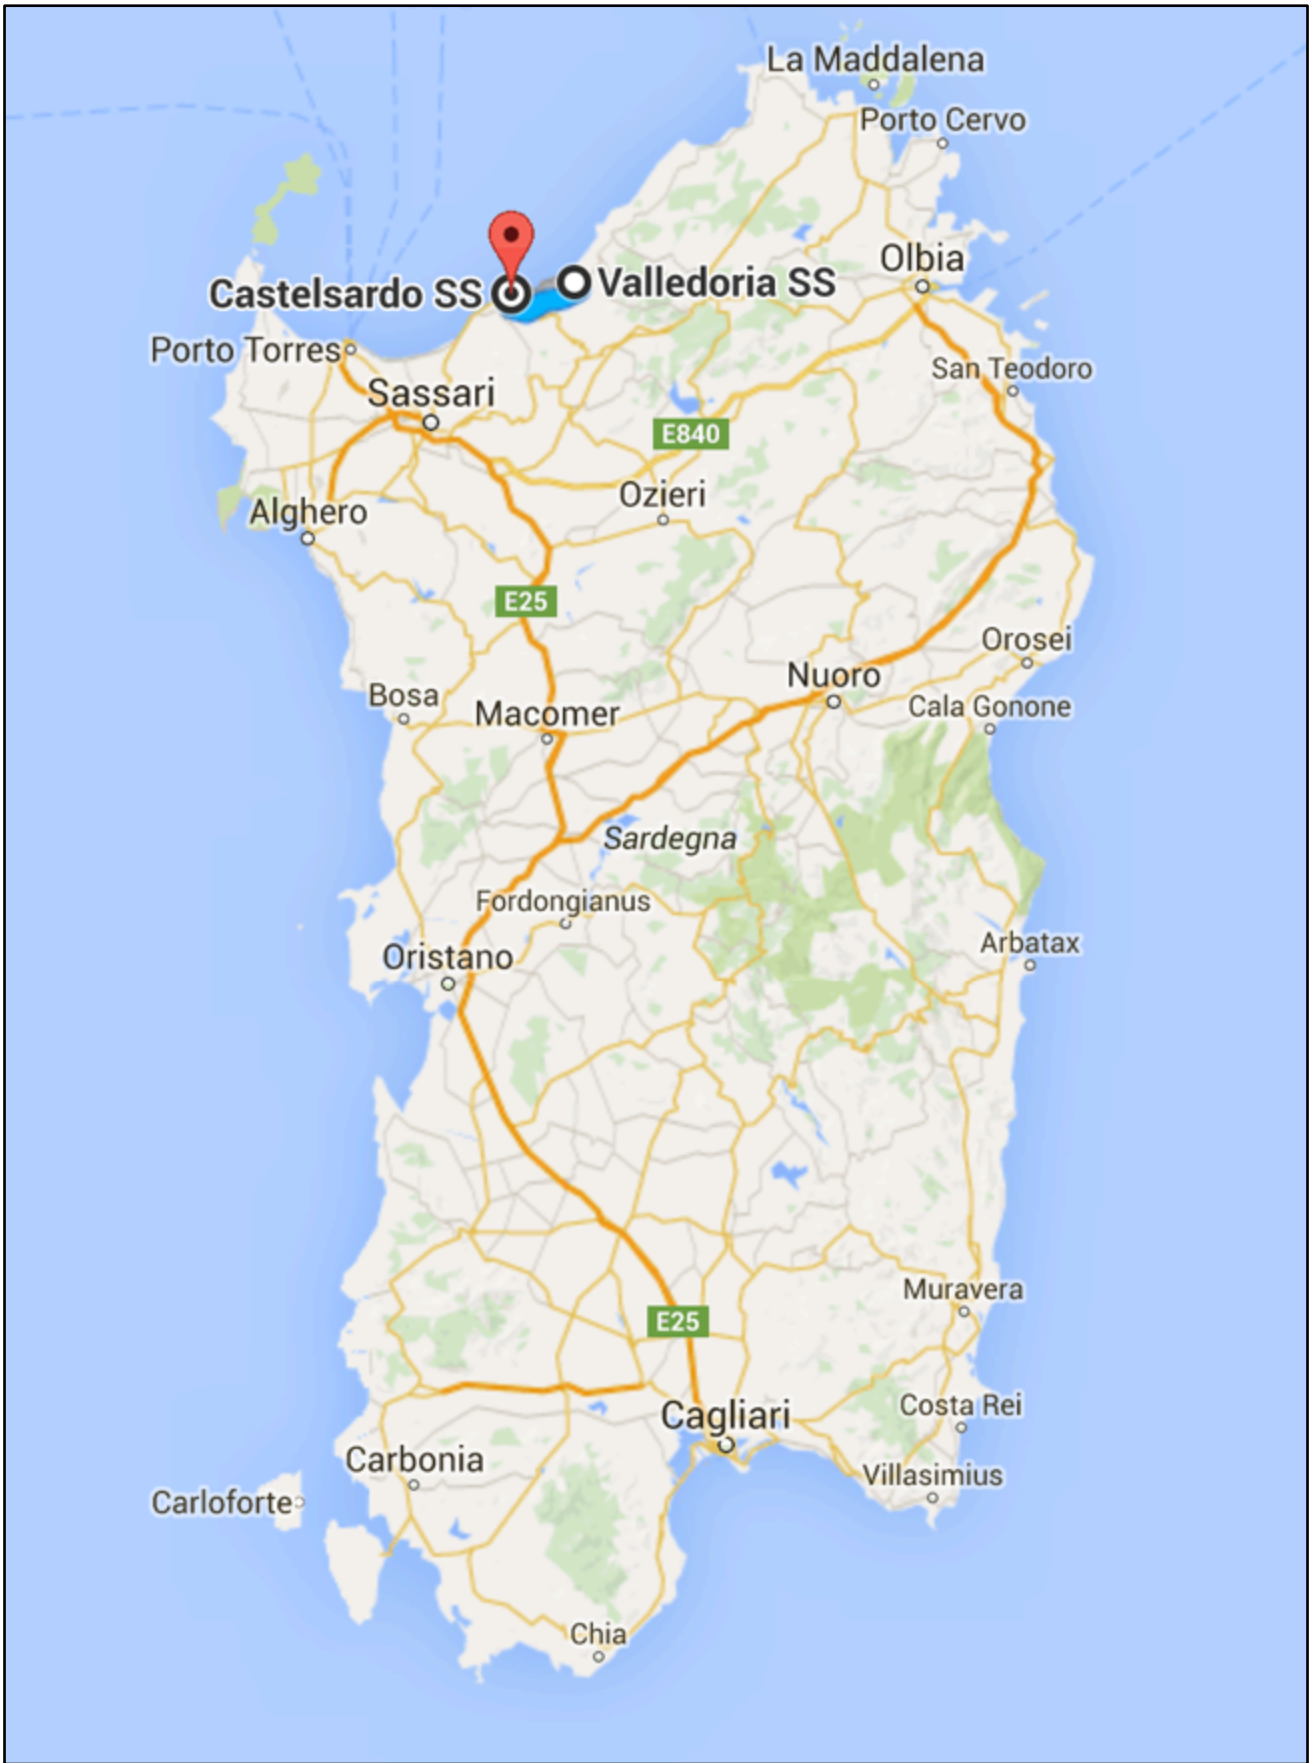 La Maddalena
Porto Cervo
Olbia
Castelsardo SS
Valledoria SS
Porto Torres
San Teodoro
Sassari
E840
Ozieri
Alghero
E25
Orosei
Nuoro
Bosa
Cala Gonone
Macomer
Sardegna
Fordongianus
Arbatax
Oristano
Muravera
E25
Costa Rei
Cagliari
Carbonia
Villasimius
Carloforte
Chia